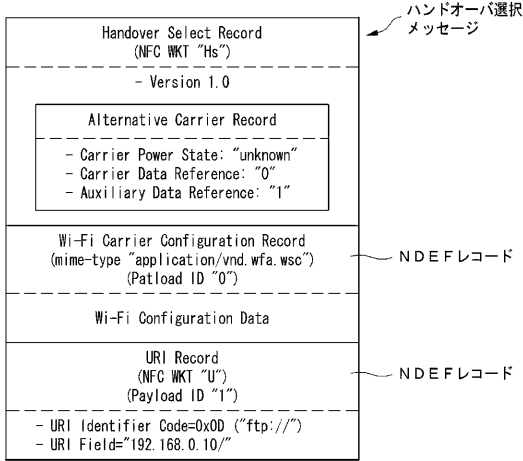 ハンドオーバ選択
メッセージ
Handover Select Record
(NFC WKT "Hs")
- Version 1.0
Alternative Carrier Record
- Carrier Power State: "unknown"
- Carrier Data Reference: "0"
- Auxiliary Data Reference: "1"
Wi-Fi Carrier Configuration Record
(mime-type "application/vnd.wfa.wsc")
(Patload ID "0")
NDEFレコード
Wi-Fi Configuration Data
URI Record
(NFC WKT "U")
(Payload ID "1")
NDEFレコード
- URI Identifier Code=0x0D ("ftp://")
- URI Field="192.168.0.10/"